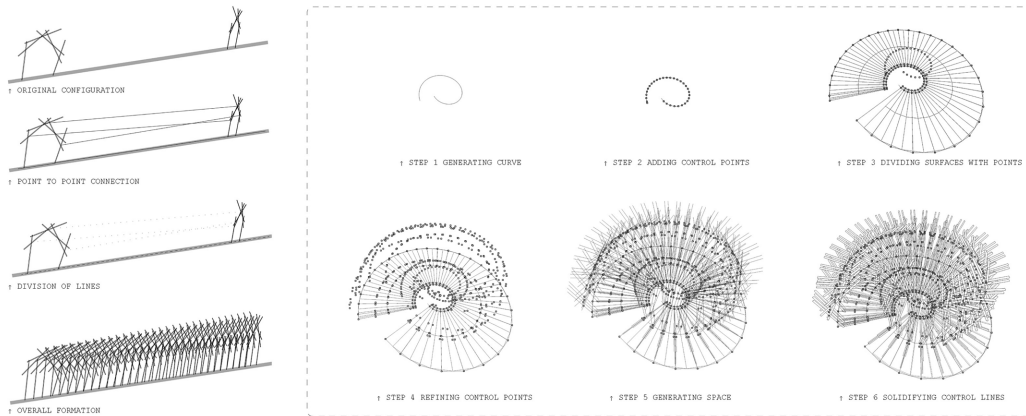 ↑ ORIGINAL CONFIGURATION
↑ POINT TO POINT CONNECTION
↑ DIVISION OF LINES
↑ OVERALL FORMATION
↑ STEP 1 GENERATING CURVE
↑ STEP 2 ADDING CONTROL POINTS
↑ STEP 3 DIVIDING SURFACES WITH POINTS
↑ STEP 4 REFINING CONTROL POINTS
↑ STEP 5 GENERATING SPACE
↑ STEP 6 SOLIDIFYING CONTROL LINES